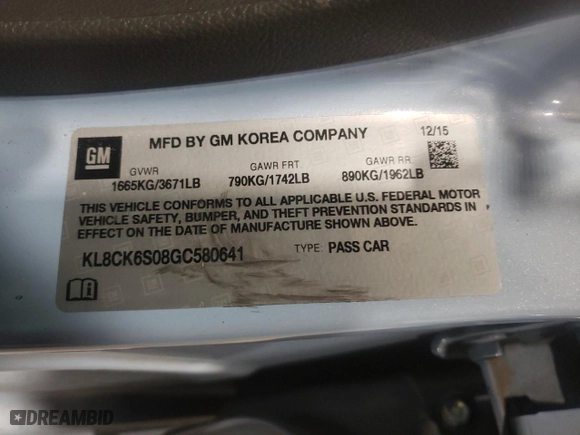 GM
MFD BY GM KOREA COMPANY
12/15
GVWR
GAWR FRT.
GAWR RR.
1665KG/3671LB
790KG/1742LB
890KG/1962LB
THIS VEHICLE CONFORMS TO ALL APPLICABLE U.S. FEDERAL MOTOR
VEHICLE SAFETY, BUMPER, AND THEFT PREVENTION STANDARDS IN
EFFECT ON THE DATE OF MANUFACTURE SHOWN ABOVE.
KL8CK6S08GC580641
TYPE: PASS CAR
DREAMBID